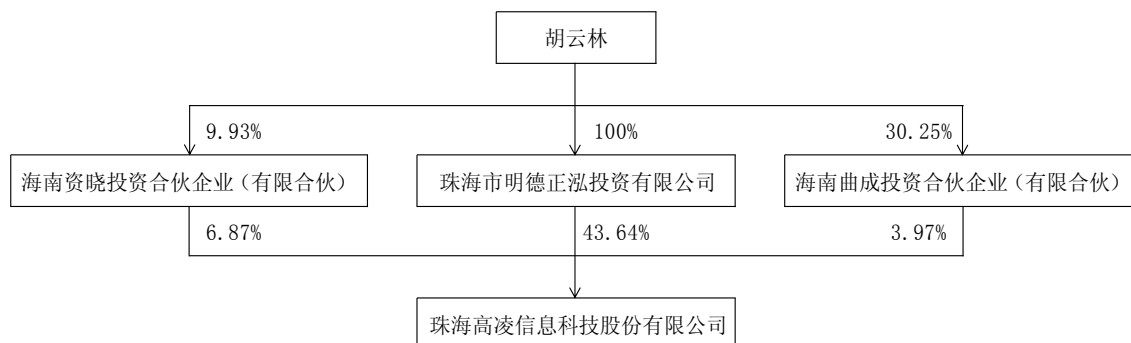 胡云林
9.93%
100%
30.25%
海南资晓投资合伙企业（有限合伙）
珠海市明德正泓投资有限公司
海南曲成投资合伙企业（有限合伙）
6.87%
43.64%
3.97%
珠海高凌信息科技股份有限公司